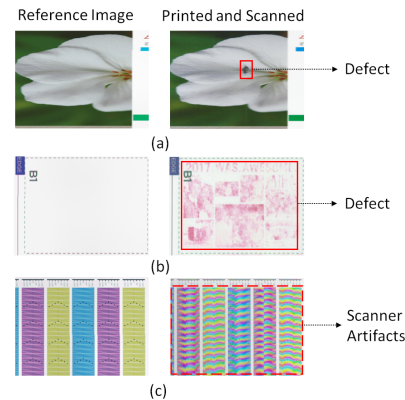 Reference Image
Printed and Scanned
Defect
(a)
B1
B1
Defect
(b)
Scanner
Artifacts
(c)